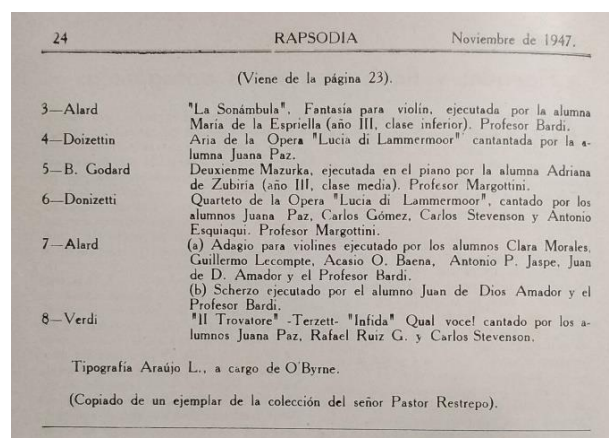 24 RAPSODIA Noviembre de 1947.
(Viene de la página 23).
3—Alard "La Sonámbula", Fantasía para violín, ejecutada por la alumna
María de la Espriella (año III, clase inferior). Profesor Bardi.
4—Doizettin Aria de la Opera "Lucia di Lammermoor" cantantada por la a-
lumna Juana Paz.
5—B. Godard Deuxienme Mazurka, ejecutada en el piano por la alumna Adriana
de Zubiria (año III, clase media). Profesor Margottini.
6—Donizetti Quarteto de la Opera "Lucia di Lammermoor", cantado por los
alumnos Juana Paz, Carlos Gómez, Carlos Stevenson y Antonio
Esquiaqui. Profesor Margottini.
7—Alard (a) Adagio para violines ejecutado por los alumnos Clara Morales,
Guillermo Lecompte, Acasio O. Baena, Antonio P. Jaspe, Juan
de D. Amador y el Profesor Bardi.
(b) Scherzo ejecutado por el alumno Juan de Dios Amador y el
Profesor Bardi.
8—Verdi "Il Trovatore" -Terzett- "Infida" Qual voce! cantado por los a-
lumnos Juana Paz, Rafael Ruiz G. y Carlos Stevenson.
Tipografía Araújo L., a cargo de O'Byrne.
(Copiado de un ejemplar de la colección del señor Pastor Restrepo).